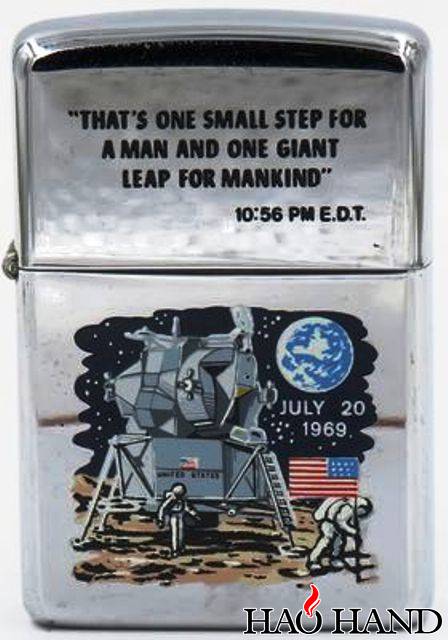 "THAT'S ONE SMALL STEP FOR
A MAN AND ONE GIANT
LEAP FOR MANKIND"
10:56 PM E.D.T.
JULY 20
1969.
UNITED STATES
HAO HAND